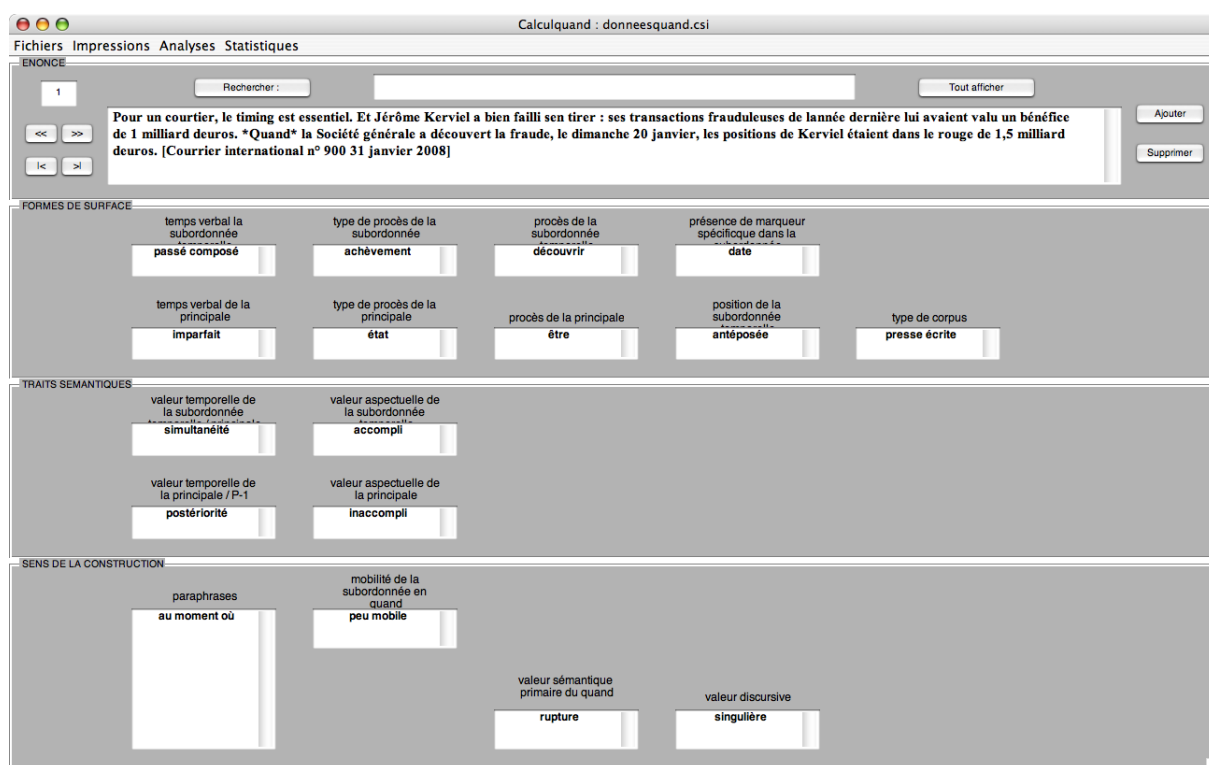 Calculquand : donneesquand.csi
Fichiers Impressions Analyses Statistiques
ENONCE
1
Rechercher :
Tout afficher
<< >>
|< >|
Pour un courtier, le timing est essentiel. Et Jérôme Kerviel a bien failli sen tirer : ses transactions frauduleuses de lannée dernière lui avaient valu un bénéfice
de 1 milliard deuros. *Quand* la Société générale a découvert la fraude, le dimanche 20 janvier, les positions de Kerviel étaient dans le rouge de 1,5 milliard
deuros. [Courrier international n° 900 31 janvier 2008]
Ajouter
Supprimer
FORMES DE SURFACE
temps verbal la
subordonnée
temporelle
passé composé
type de procès de la
subordonnée
achèvement
procès de la
subordonnée
temporelle
découvrir
présence de marqueur
spécificque dans la
subordonnée
date
temps verbal de la
principale
imparfait
type de procès de la
principale
état
procès de la principale
être
position de la
subordonnée
temporelle
antéposée
type de corpus
presse écrite
TRAITS SEMANTIQUES
valeur temporelle de
la subordonnée
temporelle / principale
simultanéité
valeur aspectuelle de
la subordonnée
temporelle
accompli
valeur temporelle de
la principale / P-1
postériorité
valeur aspectuelle de
la principale
inaccompli
SENS DE LA CONSTRUCTION
paraphrases
au moment où
mobilité de la
subordonnée en
quand
peu mobile
valeur sémantique
primaire du quand
rupture
valeur discursive
singulière